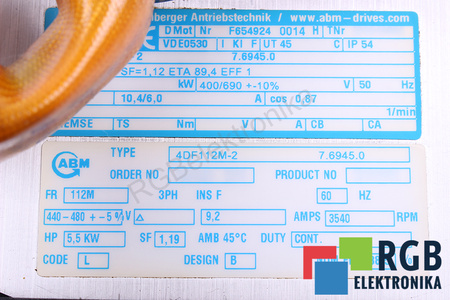 nberger Antriebstechnik / www.abm-drives.com
CE D Mot Nr F654924 0014 H TNr
VDE0530 I KI F UT 45 C IP 54
2 7.6945.0
SF=1,12 ETA 89,4 EFF 1
kW 400/690 +-10% V 50 Hz
10,4/6,0 A cos 0,87
1/min
EMSE TS V A CB CA
ABM TYPE 4DF112M-2 7.6945.0
ORDER NO PRODUCT NO
FR 112M 3PH INS F 60 HZ
440-480 +-5%V △ 9,2 AMPS 3540 RPM
HP 5,5 KW SF 1,19 AMB 45°C DUTY CONT.
CODE L DESIGN B
RGBelektronika
RGB
ELEKTRONIKA